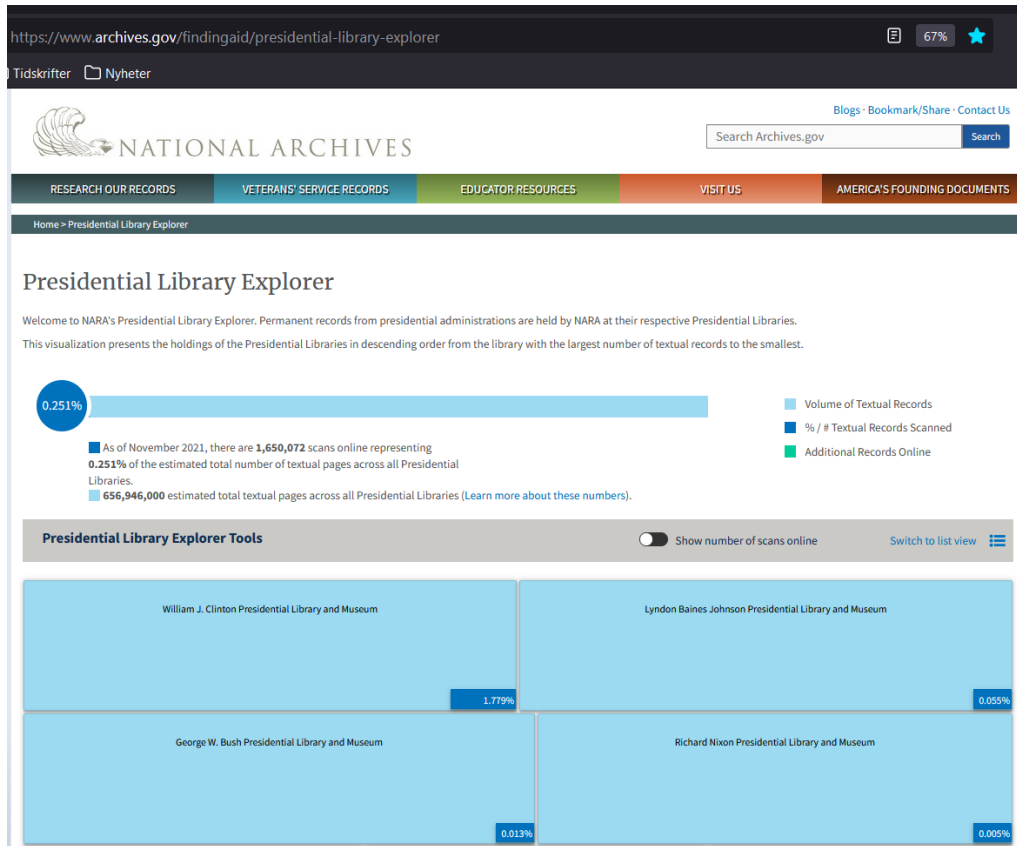 https://www.archives.gov/findingaid/presidential-library-explorer 67%
Tidskrifter Nyheter
Blogs · Bookmark/Share · Contact Us
NATIONAL ARCHIVES
Search Archives.gov Search
RESEARCH OUR RECORDS VETERANS' SERVICE RECORDS EDUCATOR RESOURCES VISIT US AMERICA'S FOUNDING DOCUMENTS
Home > Presidential Library Explorer
Presidential Library Explorer
Welcome to NARA's Presidential Library Explorer. Permanent records from presidential administrations are held by NARA at their respective Presidential Libraries.
This visualization presents the holdings of the Presidential Libraries in descending order from the library with the largest number of textual records to the smallest.
0.251%
As of November 2021, there are 1,650,072 scans online representing
0.251% of the estimated total number of textual pages across all Presidential
Libraries.
656,946,000 estimated total textual pages across all Presidential Libraries (Learn more about these numbers).
Volume of Textual Records
% / # Textual Records Scanned
Additional Records Online
Presidential Library Explorer Tools Show number of scans online Switch to list view
William J. Clinton Presidential Library and Museum
1.779%
Lyndon Baines Johnson Presidential Library and Museum
0.055%
George W. Bush Presidential Library and Museum
0.013%
Richard Nixon Presidential Library and Museum
0.005%